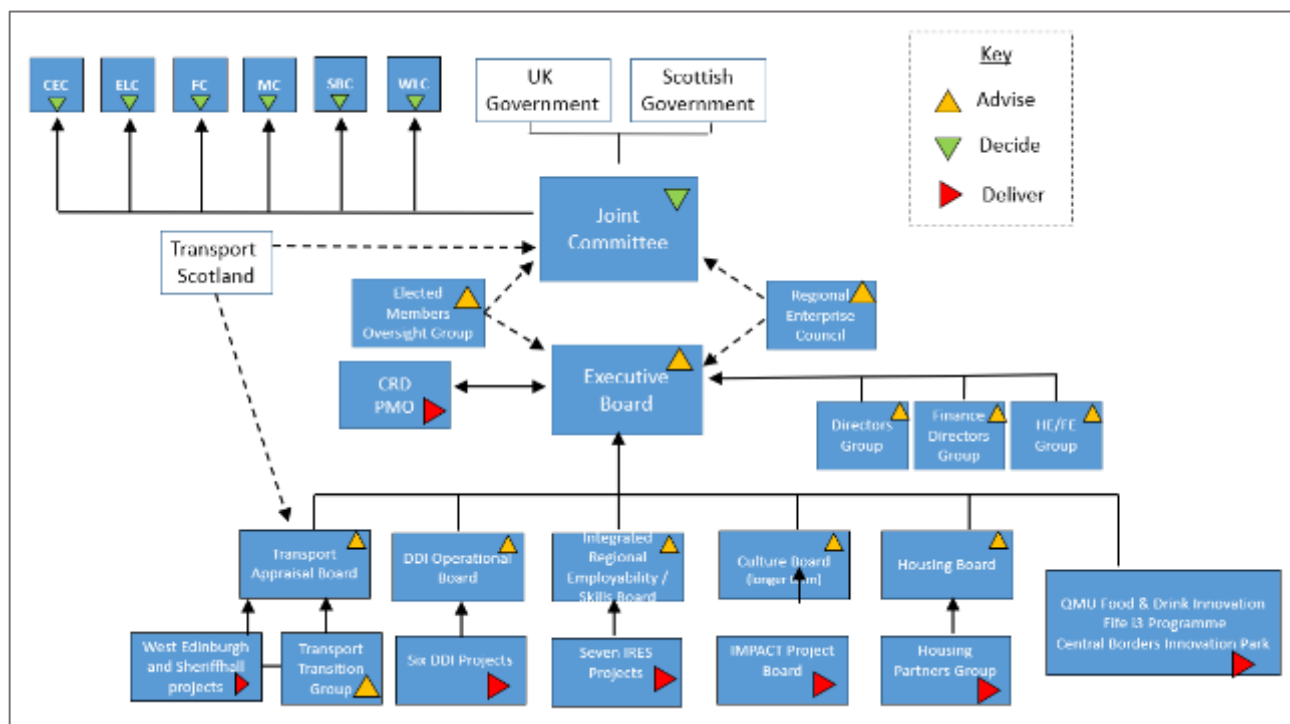 CEC
ELC
FC
MC
SBC
WLC
UK
Government
Scottish
Government
Key
Advise
Decide
Deliver
Joint
Committee
Transport
Scotland
Elected
Members
Oversight Group
Regional
Enterprise
Council
CRD
PMO
Executive
Board
Directors
Group
Finance
Directors
Group
HE/FE
Group
Transport
Appraisal Board
DDI Operational
Board
Integrated
Regional
Employability /
Skills Board
Culture Board
(longer term)
Housing Board
QMU Food & Drink Innovation
Fife i3 Programme
Central Borders Innovation Park
West Edinburgh
and Sheriffhall
projects
Transport
Transition
Group
Six DDI Projects
Seven IRES
Projects
IMPACT Project
Board
Housing
Partners Group